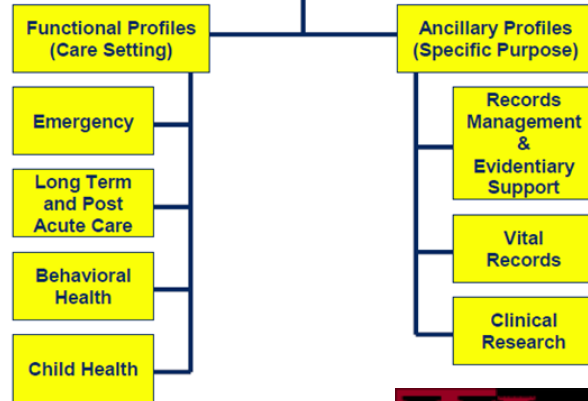 Functional Profiles
(Care Setting)
Emergency
Long Term
and Post
Acute Care
Behavioral
Health
Child Health
Ancillary Profiles
(Specific Purpose)
Records
Management
&
Evidentiary
Support
Vital
Records
Clinical
Research